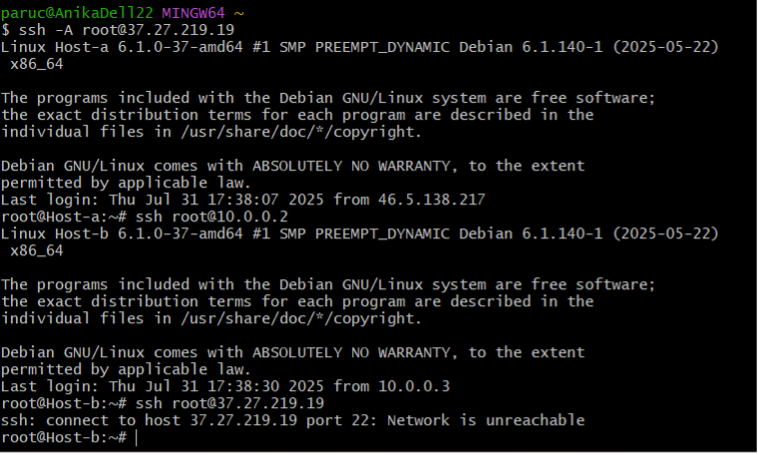 paruc@AnikaDell22 MINGW64 ~
$ ssh -A root@37.27.219.19
Linux Host-a 6.1.0-37-amd64 #1 SMP PREEMPT_DYNAMIC Debian 6.1.140-1 (2025-05-22)
x86_64
The programs included with the Debian GNU/Linux system are free software;
the exact distribution terms for each program are described in the
individual files in /usr/share/doc/*/copyright.
Debian GNU/Linux comes with ABSOLUTELY NO WARRANTY, to the extent
permitted by applicable law.
Last login: Thu Jul 31 17:38:07 2025 from 46.5.138.217
root@Host-a:~# ssh root@10.0.0.2
Linux Host-b 6.1.0-37-amd64 #1 SMP PREEMPT_DYNAMIC Debian 6.1.140-1 (2025-05-22)
x86_64
The programs included with the Debian GNU/Linux system are free software;
the exact distribution terms for each program are described in the
individual files in /usr/share/doc/*/copyright.
Debian GNU/Linux comes with ABSOLUTELY NO WARRANTY, to the extent
permitted by applicable law.
Last login: Thu Jul 31 17:38:30 2025 from 10.0.0.3
root@Host-b:~# ssh root@37.27.219.19
ssh: connect to host 37.27.219.19 port 22: Network is unreachable
root@Host-b:~#